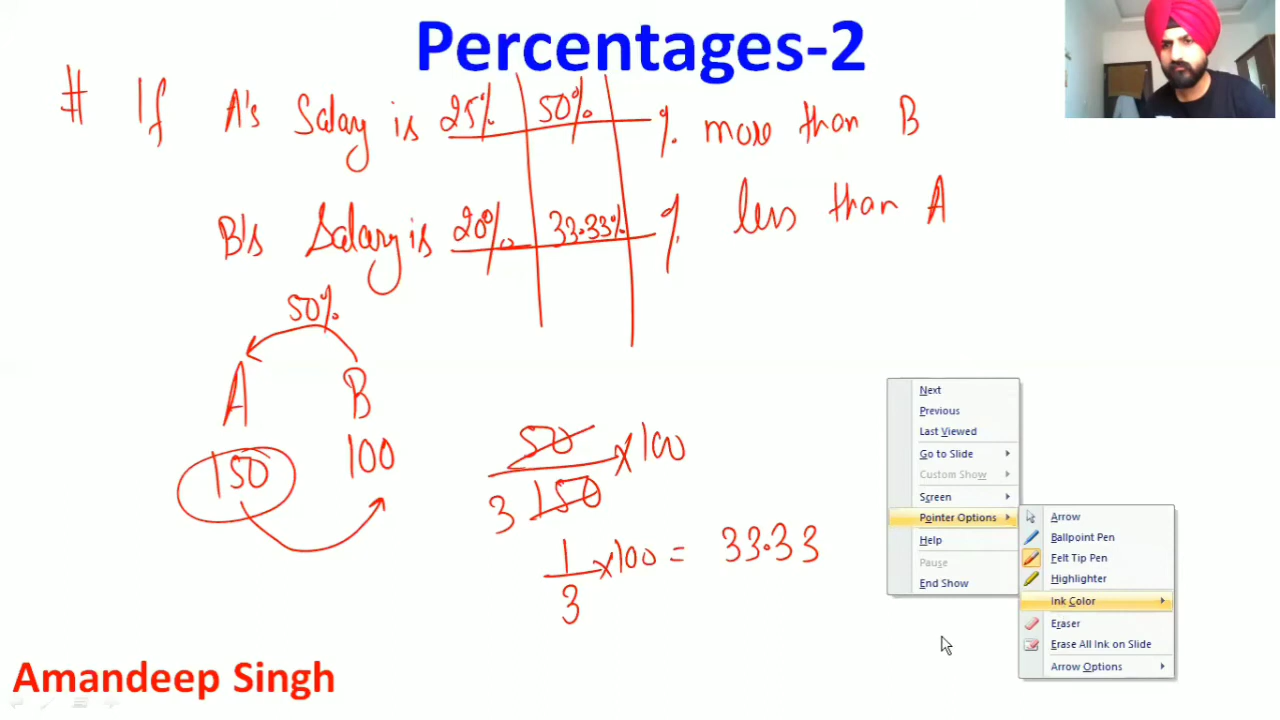 Percentages-2
# If A's Salary is 25% 50% % more than B
B's Salary is 20% 33.33% % less than A
50%
A B
150 100
50 x 100
3 150
1 x 100 = 33.33
3
Next
Previous
Last Viewed
Go to Slide
Custom Show
Screen
Pointer Options
Help
Pause
End Show
Arrow
Ballpoint Pen
Felt Tip Pen
Highlighter
Ink Color
Eraser
Erase All Ink on Slide
Arrow Options
Amandeep Singh